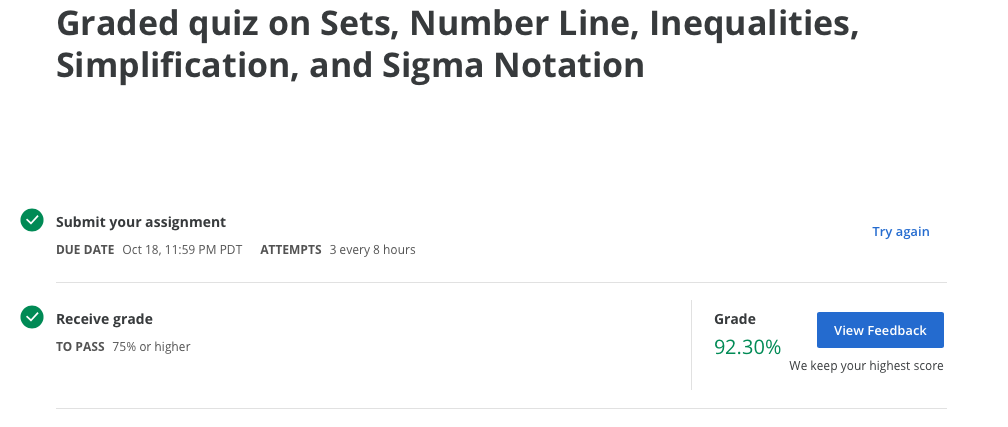 Graded quiz on Sets, Number Line, Inequalities,
Simplification, and Sigma Notation
Submit your assignment
DUE DATE Oct 18, 11:59 PM PDT ATTEMPTS 3 every 8 hours
Try again
Receive grade
TO PASS 75% or higher
Grade
92.30%
View Feedback
We keep your highest score